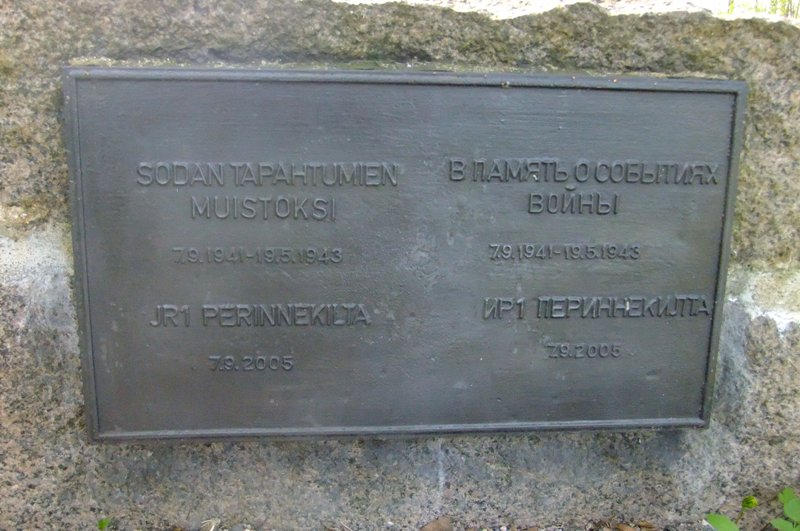 SODAN TAPAHTUMIEN
MUISTOKSI
7.9.1941-19.5.1943
JR1 PERINNEKILTA
7.9.2005
В ПАМЯТЬ О СОБЫТИЯХ
ВОЙНЫ
7.9.1941-19.5.1943
ИР1 ПЕРИННЕКИЛТА
7.9.2005